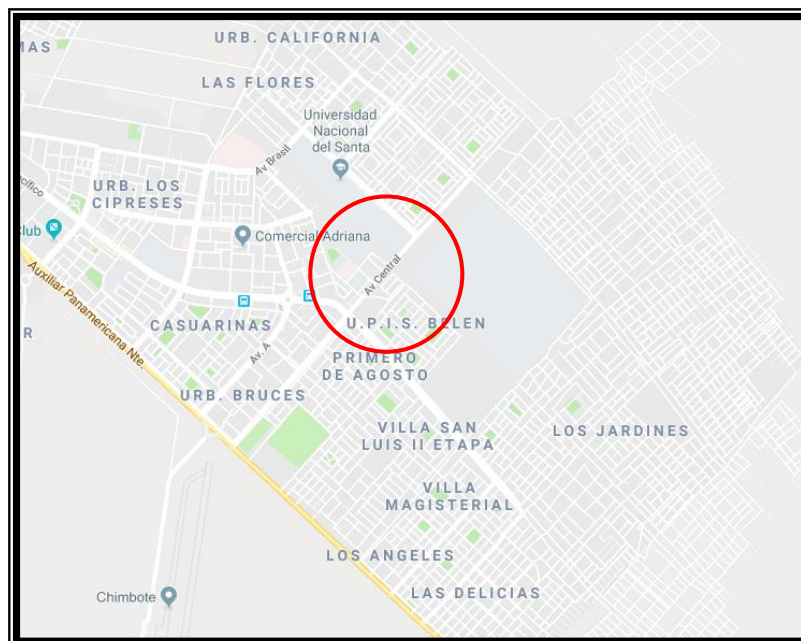 URB. CALIFORNIA
MAS
LAS FLORES
Universidad
Nacional
del Santa
Av Brasil
URB. LOS
CIPRESES
Club
Comercial Adriana
Auxiliar Panamericana Nte.
Av Central
CASUARINAS
U.P.I.S. BELEN
R
Av. A
PRIMERO
DE AGOSTO
URB. BRUCES
VILLA SAN
LUIS II ETAPA
LOS JARDINES
VILLA
MAGISTERIAL
LOS ANGELES
LAS DELICIAS
Chimbote